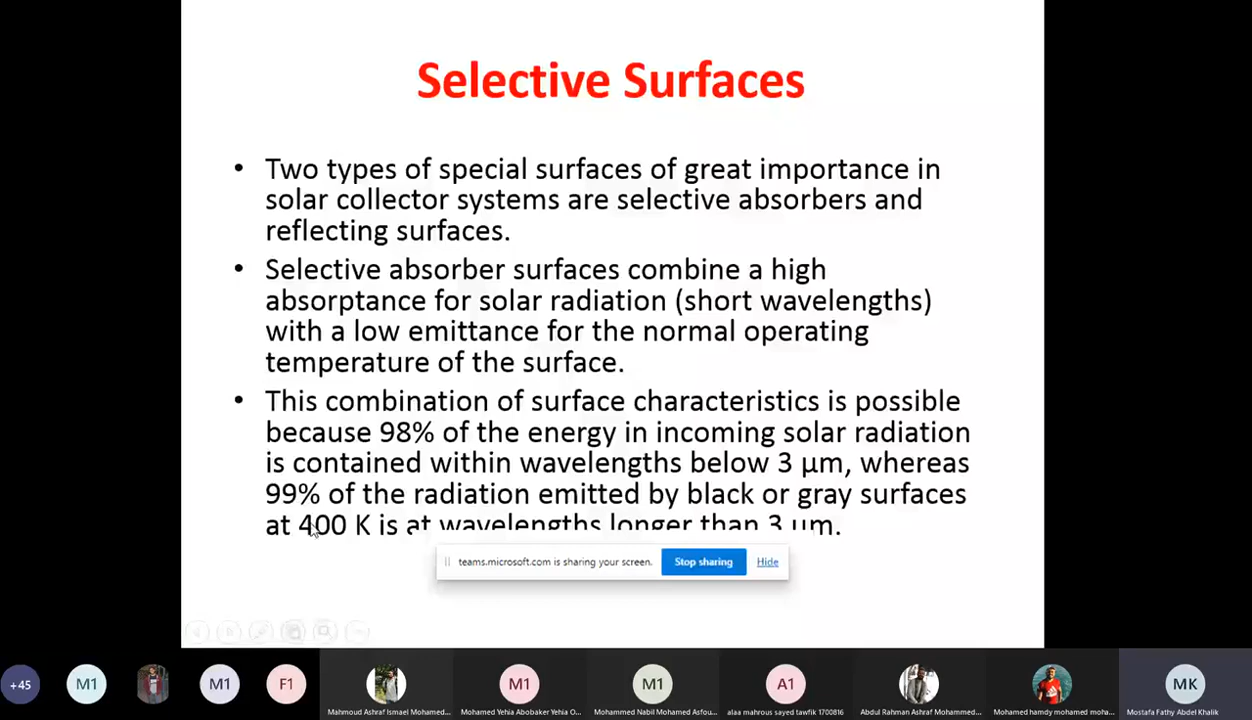 Selective Surfaces
• Two types of special surfaces of great importance in
solar collector systems are selective absorbers and
reflecting surfaces.
• Selective absorber surfaces combine a high
absorptance for solar radiation (short wavelengths)
with a low emittance for the normal operating
temperature of the surface.
• This combination of surface characteristics is possible
because 98% of the energy in incoming solar radiation
is contained within wavelengths below 3 μm, whereas
99% of the radiation emitted by black or gray surfaces
at 400 K is at wavelengths longer than 3 μm.
teams.microsoft.com is sharing your screen.
Stop sharing
Hide
+45
M1
M1
F1
Mahmoud Ashraf Ismael Mohamed...
M1
Mohamed Yehia Abobaker Yehia O...
M1
Mohammed Nabil Mohamed Asfou...
A1
alaa mahrous sayed tawfik 1700816
Abdul Rahman Ashraf Mohammed...
Mohamed hamdy mohamed moha...
MK
Mostafa Fathy Abdel Khalik